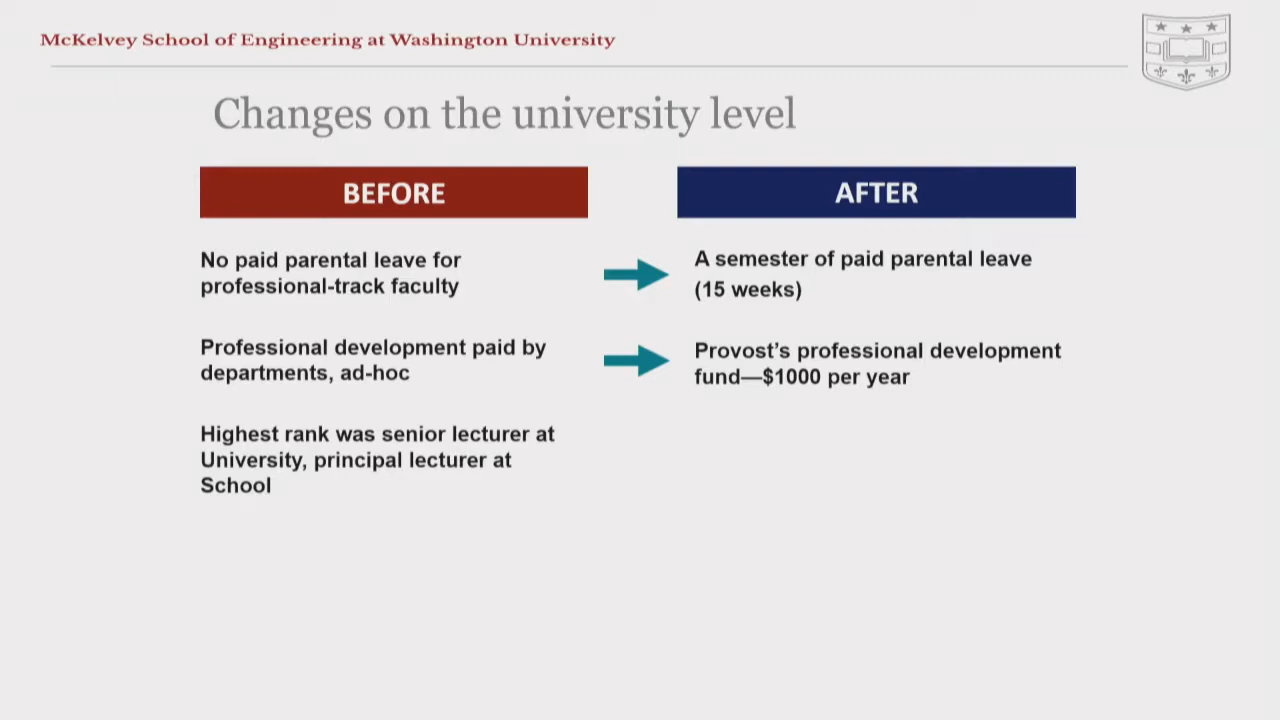 McKelvey School of Engineering at Washington University
Changes on the university level
BEFORE
AFTER
No paid parental leave for
professional-track faculty
A semester of paid parental leave
(15 weeks)
Professional development paid by
departments, ad-hoc
Provost’s professional development
fund—$1000 per year
Highest rank was senior lecturer at
University, principal lecturer at
School